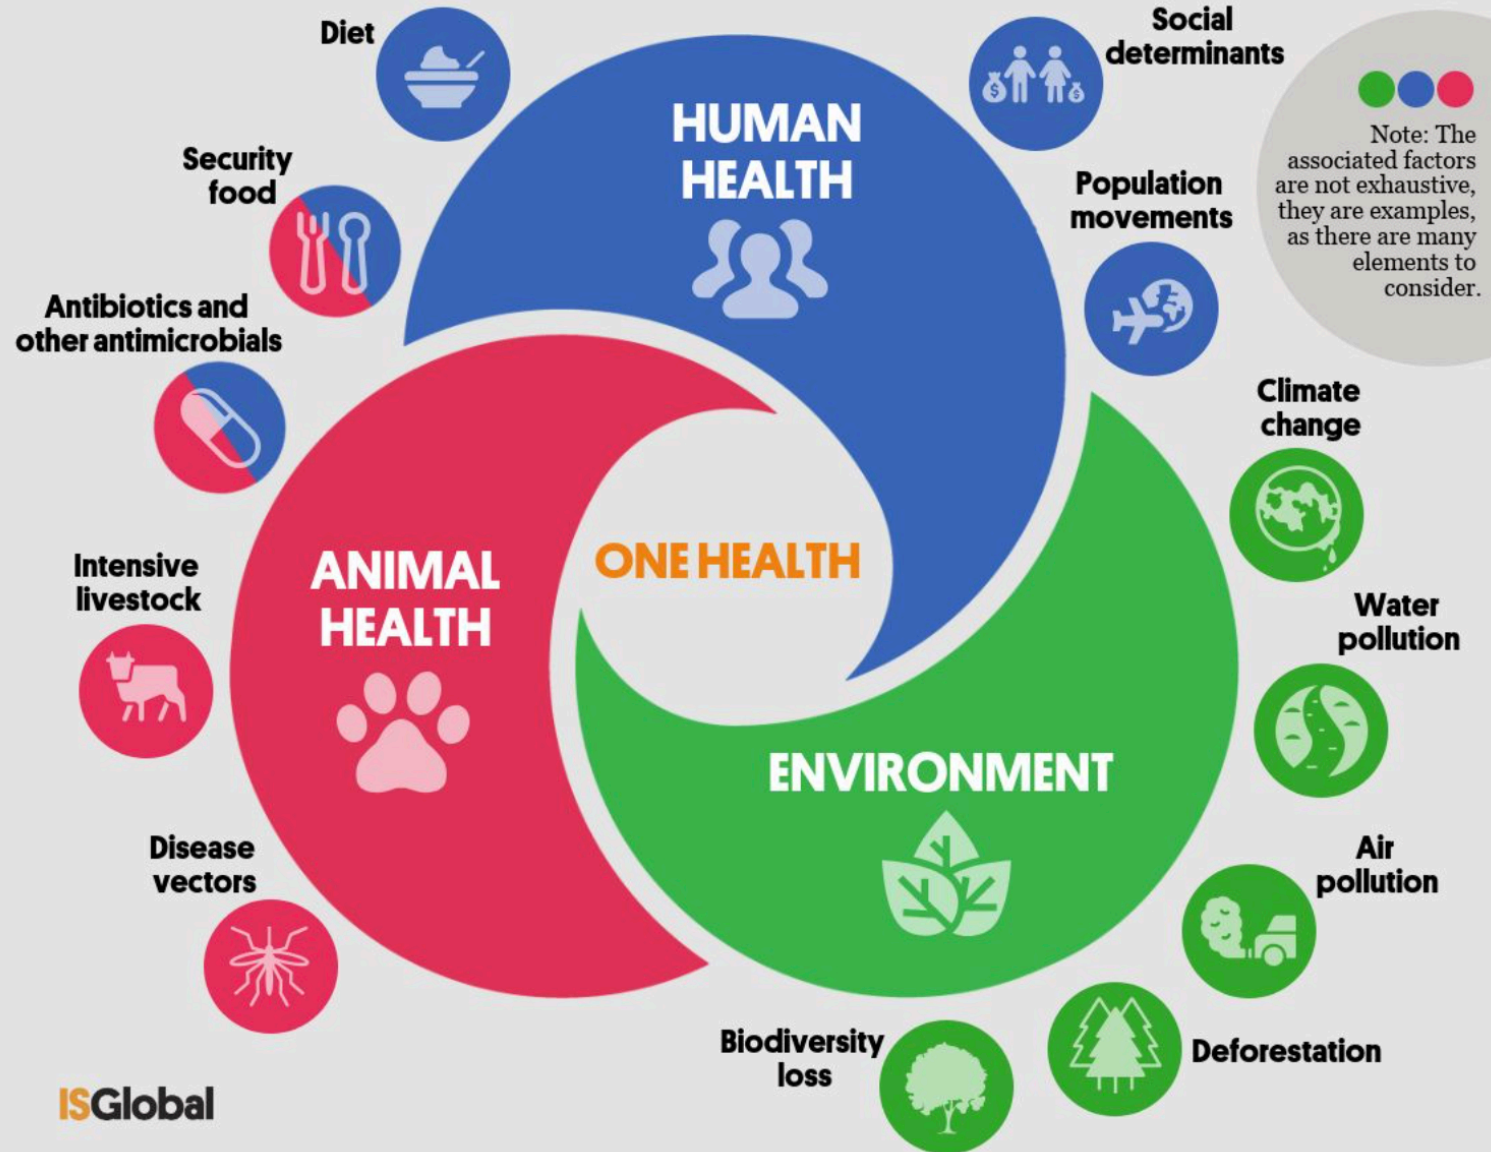 Diet
Social
determinants
Note: The
associated factors
are not exhaustive,
they are examples,
as there are many
elements to
consider.
HUMAN
HEALTH
Security
food
Population
movements
Antibiotics and
other antimicrobials
Climate
change
ONE HEALTH
ANIMAL
HEALTH
Intensive
livestock
Water
pollution
ENVIRONMENT
Disease
vectors
Air
pollution
Biodiversity
loss
Deforestation
ISGlobal